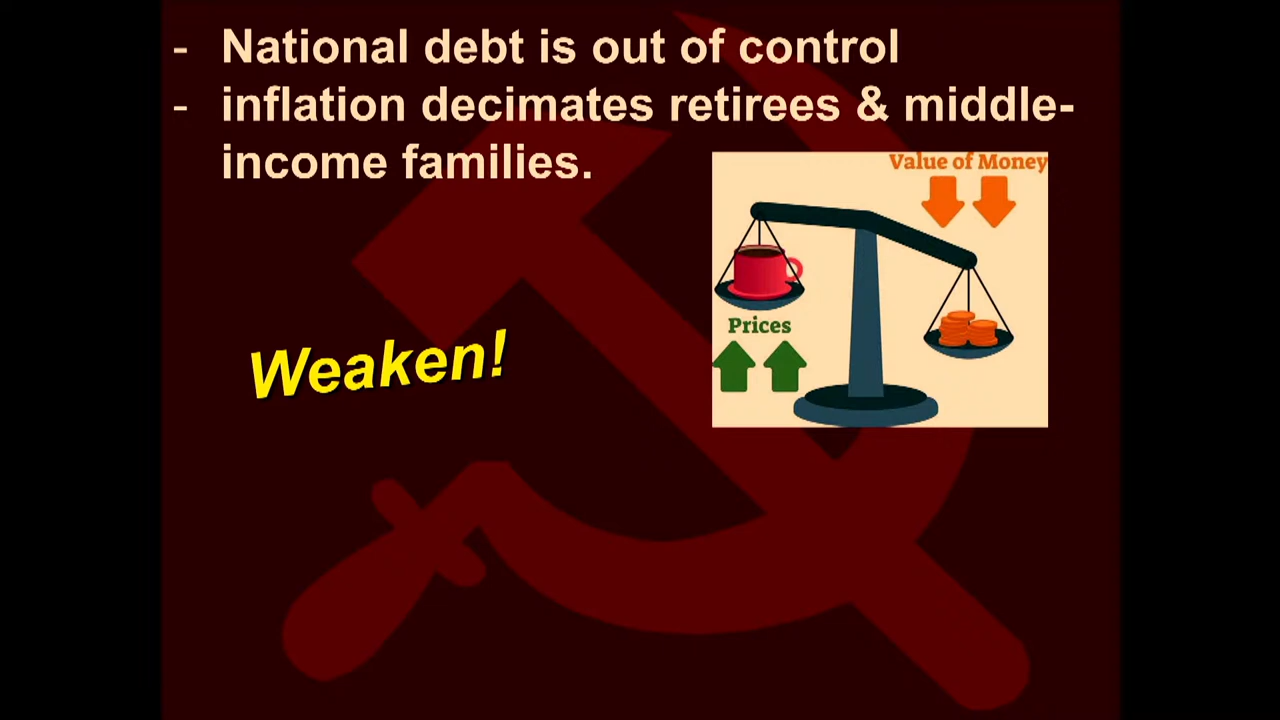 - National debt is out of control
- inflation decimates retirees & middle-
income families.
Value of Money
Prices
Weaken!